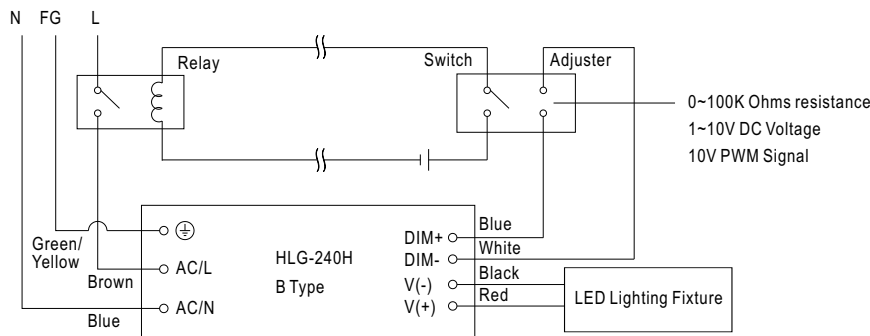 N FG L
Relay
Switch
Adjuster
0~100K Ohms resistance
1~10V DC Voltage
10V PWM Signal
Green/
Yellow
Brown
Blue
AC/L
AC/N
HLG-240H
B Type
DIM+
DIM-
V(-)
V(+)
Blue
White
Black
Red
LED Lighting Fixture